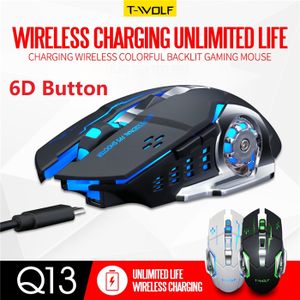 T-WOLF
WIRELESS CHARGING UNLIMITED LIFE
CHARGING WIRELESS COLORFUL BACKLIT GAMING MOUSE
6D Button
Q13
UNLIMITED LIFE
WIRELESS CHARGING